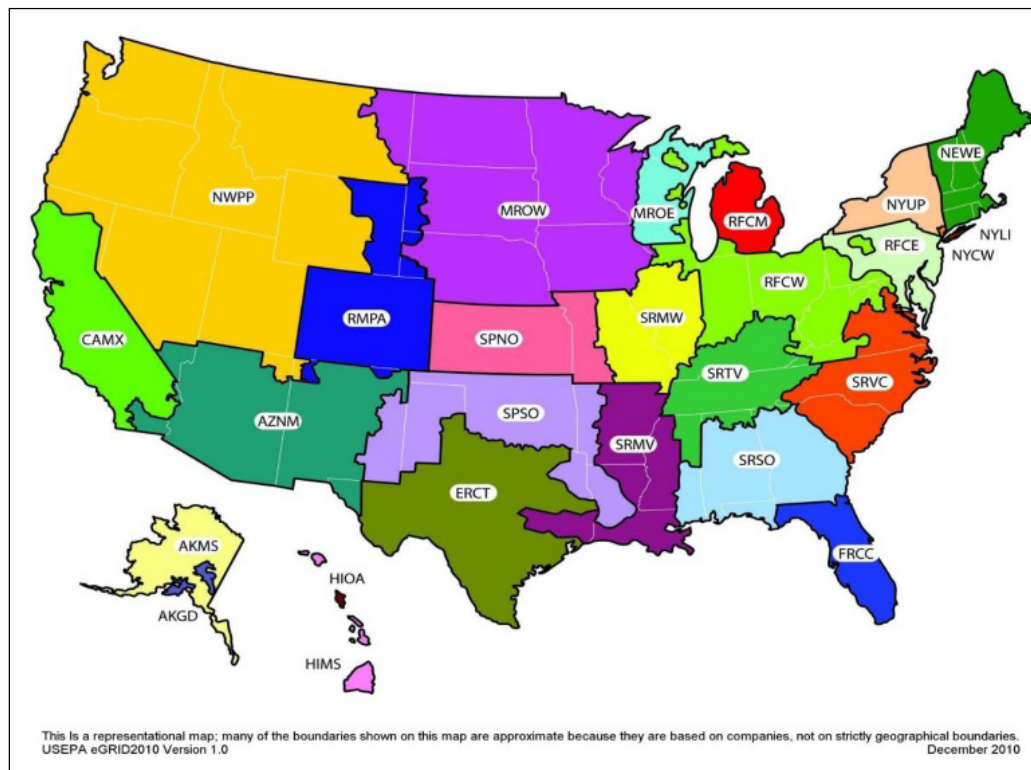 NWPP
MROW
MROE
RFCM
NEWE
NYUP
NYLI
NYCW
RFCE
RFCW
CAMX
RMPA
SPNO
SRMW
SRTV
SRVC
AZNM
SPSO
SRMV
SRSO
ERCT
FRCC
AKMS
AKGD
HIOA
HIMS
This Is a representational map; many of the boundaries shown on this map are approximate because they are based on companies, not on strictly geographical boundaries.
USEPA eGRID2010 Version 1.0
December 2010